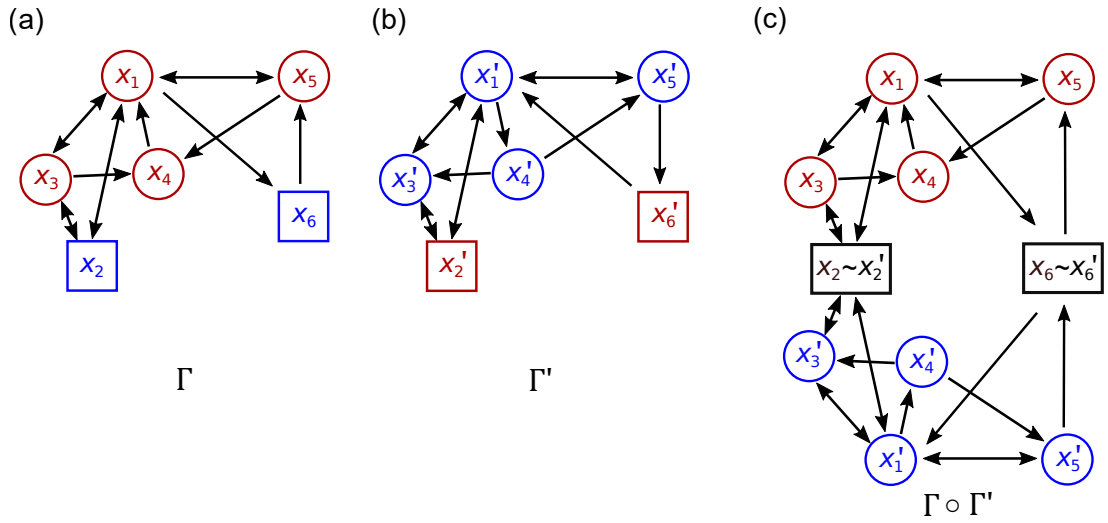 (a)
x₁
x₅
x₃
x₄
x₆
x₂
Γ
(b)
x₁'
x₅'
x₃'
x₄'
x₆'
x₂'
Γ'
(c)
x₁
x₅
x₃
x₄
x₂~x₂'
x₆~x₆'
x₃'
x₄'
x₁'
x₅'
Γ ∘ Γ'